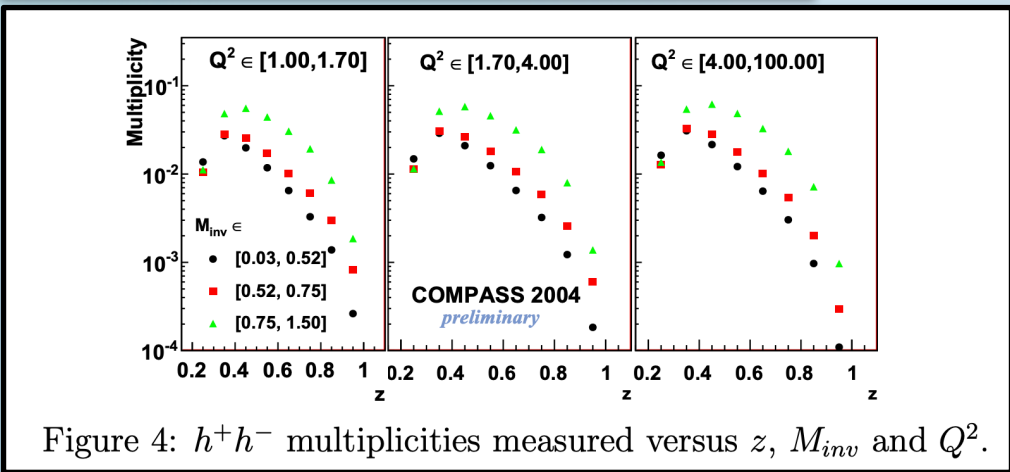 Multiplicity
Q² ∈ [1.00,1.70]
Q² ∈ [1.70,4.00]
Q² ∈ [4.00,100.00]
10⁻¹
10⁻²
10⁻³
10⁻⁴
M_inv ∈
[0.03, 0.52]
[0.52, 0.75]
[0.75, 1.50]
COMPASS 2004
preliminary
0.2 0.4 0.6 0.8 1
0.2 0.4 0.6 0.8 1
0.2 0.4 0.6 0.8 1
z
z
z
Figure 4: h⁺h⁻ multiplicities measured versus z, M_inv and Q².